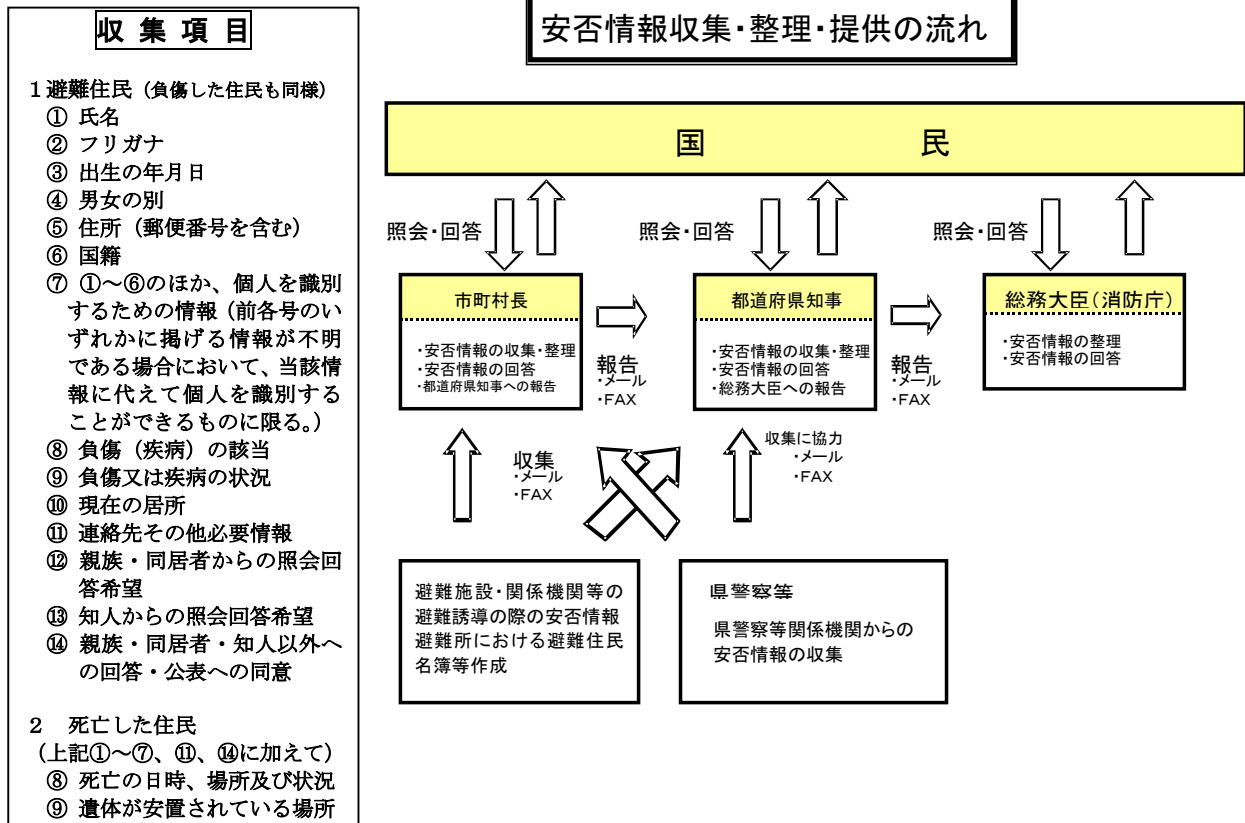 収集項目
1避難住民（負傷した住民も同様）
① 氏名
② フリガナ
③ 出生の年月日
④ 男女の別
⑤ 住所（郵便番号を含む）
⑥ 国籍
⑦ ①～⑥のほか、個人を識別
するための情報（前各号のい
ずれかに掲げる情報が不明
である場合において、当該情
報に代えて個人を識別する
ことができるものに限る。）
⑧ 負傷（疾病）の該当
⑨ 負傷又は疾病の状況
⑩ 現在の居所
⑪ 連絡先その他必要情報
⑫ 親族・同居者からの照会回
答希望
⑬ 知人からの照会回答希望
⑭ 親族・同居者・知人以外へ
の回答・公表への同意
2 死亡した住民
（上記①～⑦、⑪、⑭に加えて）
⑧ 死亡の日時、場所及び状況
⑨ 遺体が安置されている場所
安否情報収集・整理・提供の流れ
国民
照会・回答
照会・回答
照会・回答
市町村長
・安否情報の収集・整理
・安否情報の回答
・都道府県知事への報告
報告
・メール
・FAX
都道府県知事
・安否情報の収集・整理
・安否情報の回答
・総務大臣への報告
報告
・メール
・FAX
総務大臣（消防庁）
・安否情報の整理
・安否情報の回答
収集
・メール
・FAX
収集に協力
・メール
・FAX
避難施設・関係機関等の
避難誘導の際の安否情報
避難所における避難住民
名簿等作成
県警察等
県警察等関係機関からの
安否情報の収集